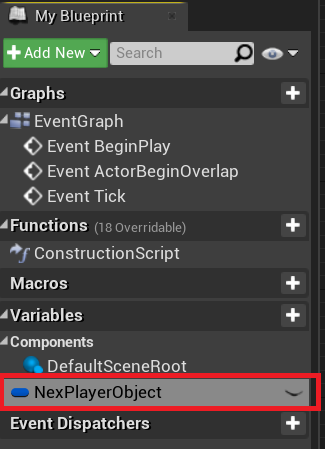 My Blueprint
Add New Search
Graphs
EventGraph
Event BeginPlay
Event ActorBeginOverlap
Event Tick
Functions (18 Overridable)
ConstructionScript
Macros
Variables
Components
DefaultSceneRoot
NexPlayerObject
Event Dispatchers